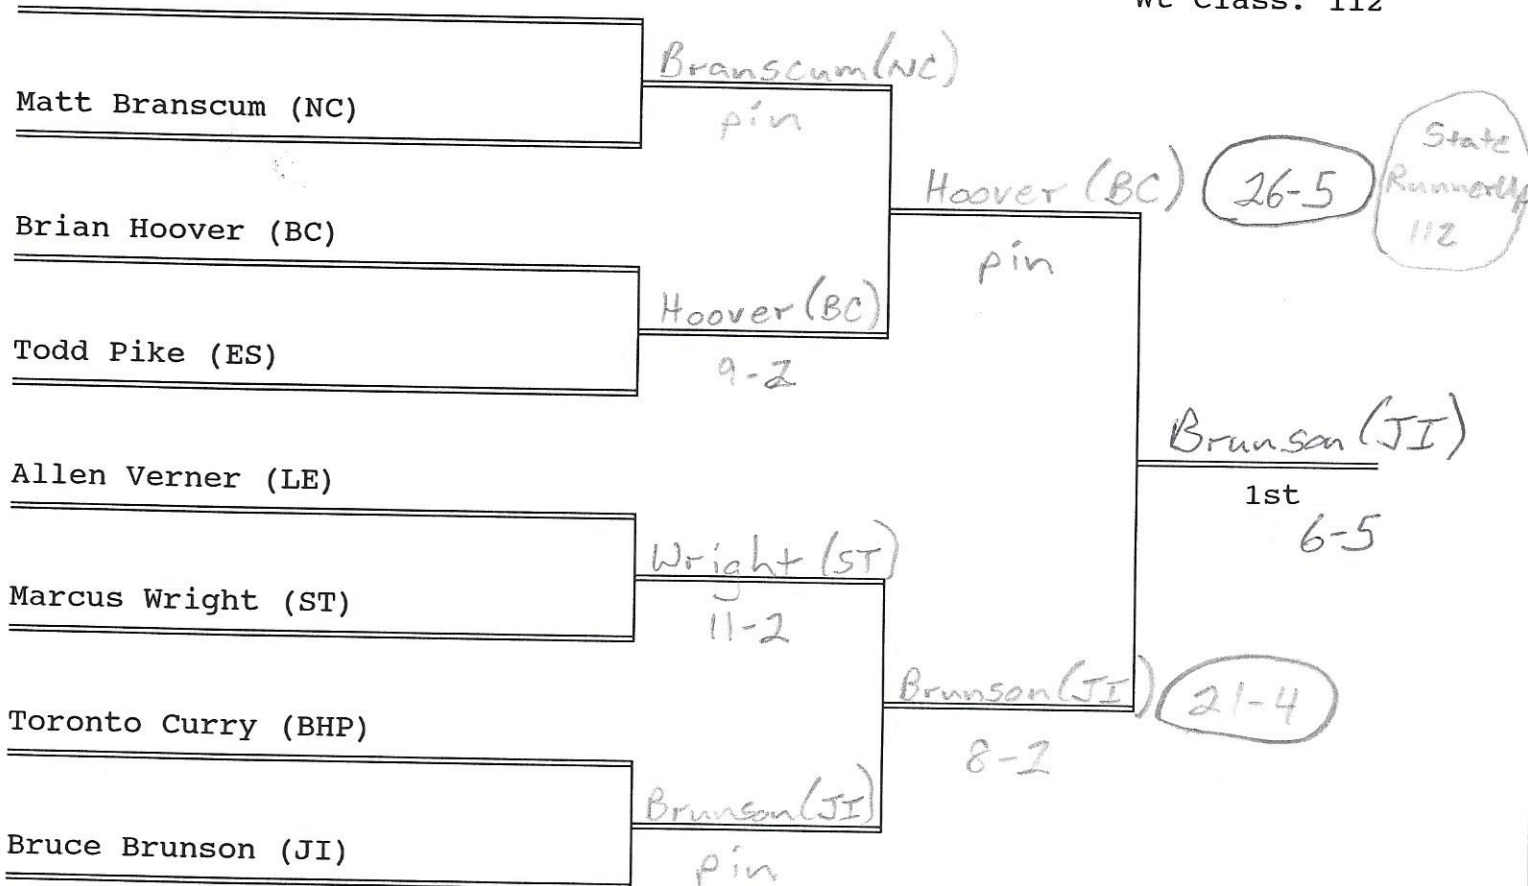 Wt Class: 112
Branscum (NC)
Matt Branscum (NC)
pin
State
RunnerUp
112
Hoover (BC)
26-5
Brian Hoover (BC)
pin
Hoover (BC)
Todd Pike (ES)
9-2
Brunson (JI)
Allen Verner (LE)
1st
6-5
Wright (ST)
Marcus Wright (ST)
11-2
Brunson (JI)
21-4
Toronto Curry (BHP)
8-2
Brunson (JI)
Bruce Brunson (JI)
pin